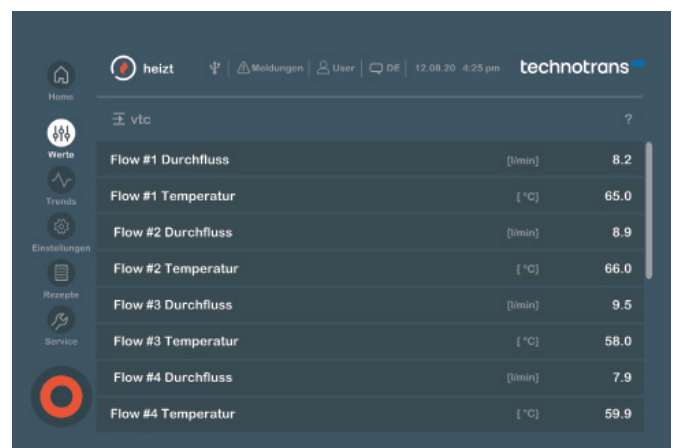 heizt Meldungen User DE 12.08.20 4:25 pm technotrans
Home
vtc ?
Werte
Flow #1 Durchfluss [l/min] 8.2
Flow #1 Temperatur [°C] 65.0
Trends
Flow #2 Durchfluss [l/min] 8.9
Einstellungen
Flow #2 Temperatur [°C] 66.0
Rezepte
Flow #3 Durchfluss [l/min] 9.5
Service
Flow #3 Temperatur [°C] 58.0
Flow #4 Durchfluss [l/min] 7.9
Flow #4 Temperatur [°C] 59.9